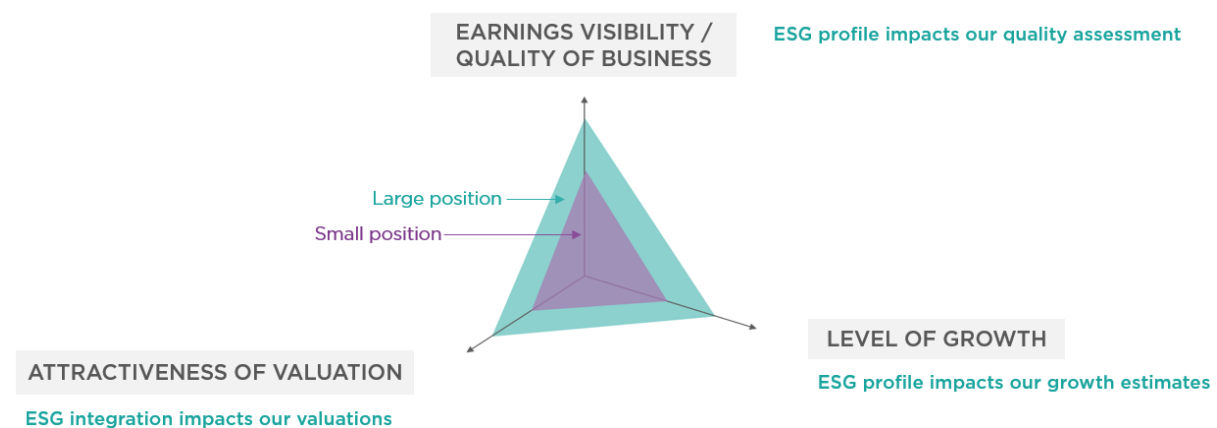 EARNINGS VISIBILITY /
QUALITY OF BUSINESS
ESG profile impacts our quality assessment
Large position
Small position
LEVEL OF GROWTH
ESG profile impacts our growth estimates
ATTRACTIVENESS OF VALUATION
ESG integration impacts our valuations